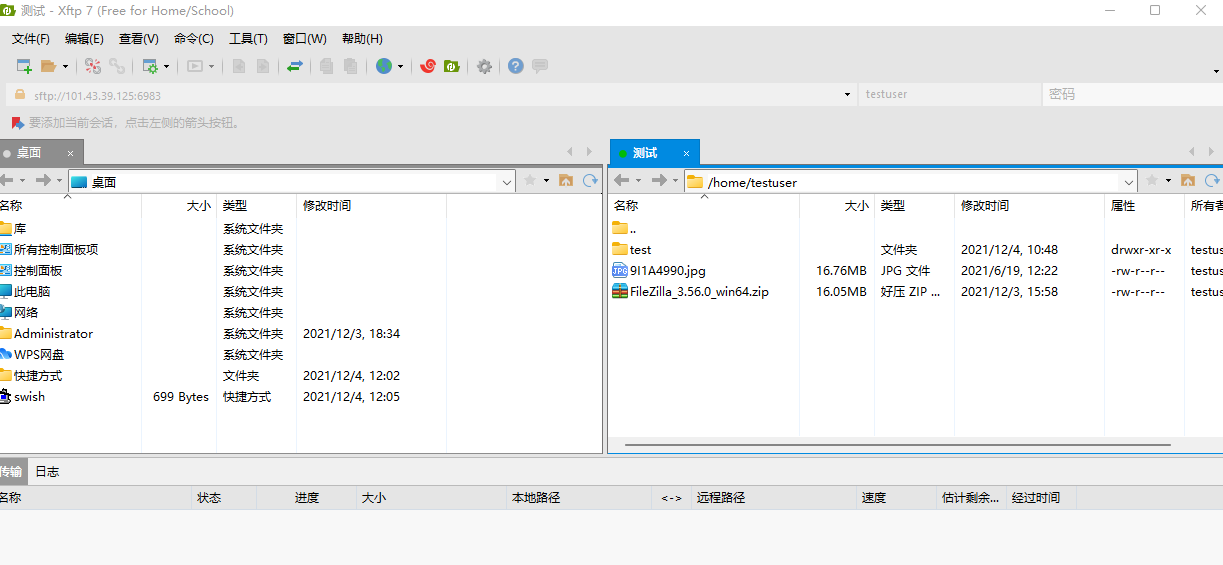 测试 - Xftp 7 (Free for Home/School)
文件(F) 编辑(E) 查看(V) 命令(C) 工具(T) 窗口(W) 帮助(H)
sftp://101.43.39.125:6983 testuser 密码
要添加当前会话，点击左侧的箭头按钮。
桌面 × 测试 ×
桌面 /home/testuser
名称 大小 类型 修改时间 名称 大小 类型 修改时间 属性 所有者
库 系统文件夹 ..
所有控制面板项 系统文件夹 test 文件夹 2021/12/4, 10:48 drwxr-xr-x testus
控制面板 系统文件夹 9I1A4990.jpg 16.76MB JPG 文件 2021/6/19, 12:22 -rw-r--r-- testus
此电脑 系统文件夹 FileZilla_3.56.0_win64.zip 16.05MB 好压 ZIP ... 2021/12/3, 15:58 -rw-r--r-- testus
网络 系统文件夹
Administrator 系统文件夹 2021/12/3, 18:34
WPS网盘 系统文件夹
快捷方式 文件夹 2021/12/4, 12:02
swish 699 Bytes 快捷方式 2021/12/4, 12:05
传输 日志
名称 状态 进度 大小 本地路径 <-> 远程路径 速度 估计剩余... 经过时间